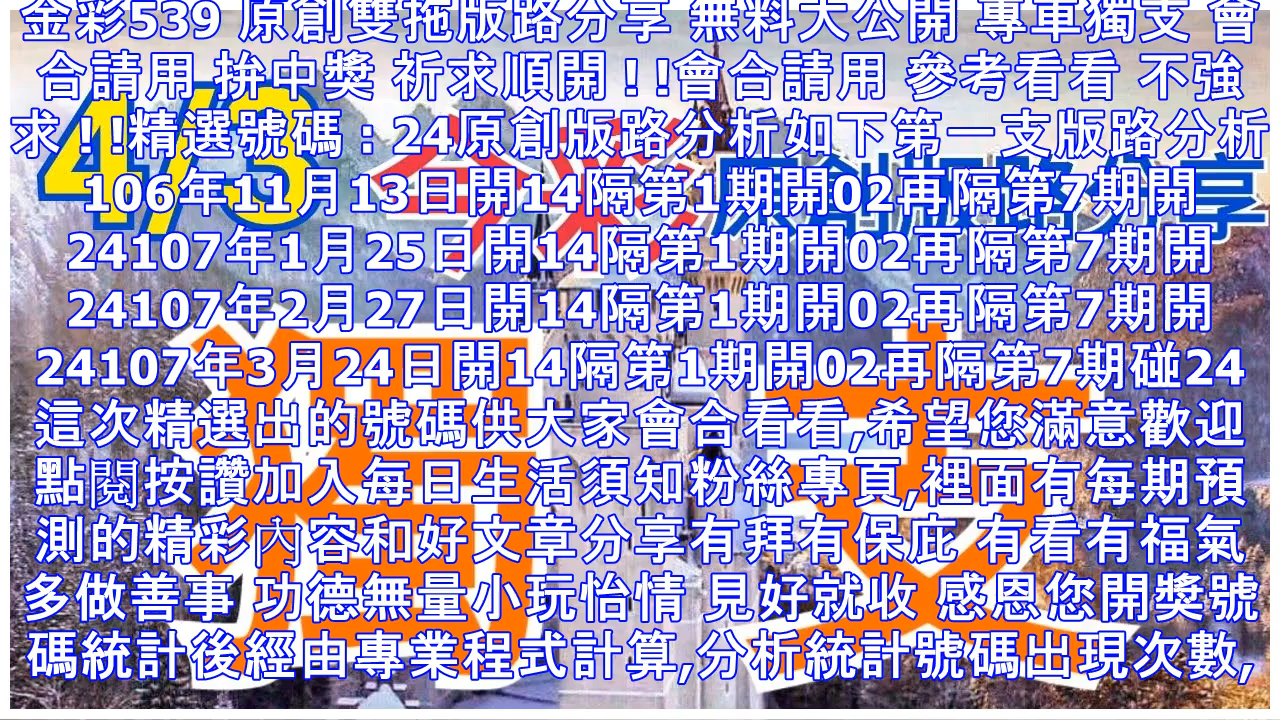 金彩539 原創雙拖版路分享 無料大公開 專車獨支 會
合請用 拚中獎 祈求順開 ! !會合請用 參考看看 不強
求 ! !精選號碼 : 24原創版路分析如下第一支版路分析
106年11月13日開14隔第1期開02再隔第7期開
24107年1月25日開14隔第1期開02再隔第7期開
24107年2月27日開14隔第1期開02再隔第7期開
24107年3月24日開14隔第1期開02再隔第7期碰24
這次精選出的號碼供大家會合看看,希望您滿意歡迎
點閱按讚加入每日生活須知粉絲專頁,裡面有每期預
測的精彩內容和好文章分享有拜有保庇 有看有福氣
多做善事 功德無量小玩怡情 見好就收 感恩您開獎號
碼統計後經由專業程式計算,分析統計號碼出現次數,
4/3 今彩 原創版路分享
獨支